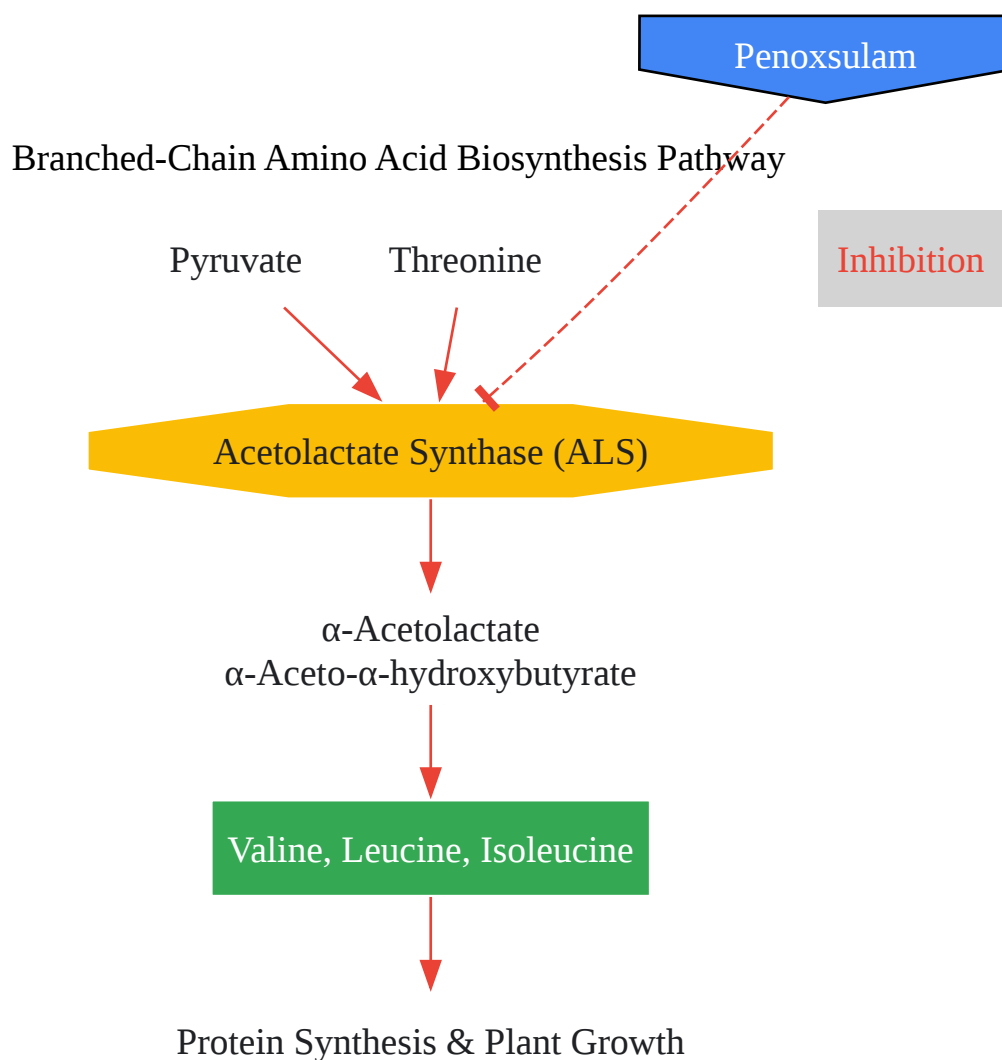 Penoxsulam
Branched-Chain Amino Acid Biosynthesis Pathway
Pyruvate
Threonine
Inhibition
Acetolactate Synthase (ALS)
α-Acetolactate
α-Aceto-α-hydroxybutyrate
Valine, Leucine, Isoleucine
Protein Synthesis & Plant Growth